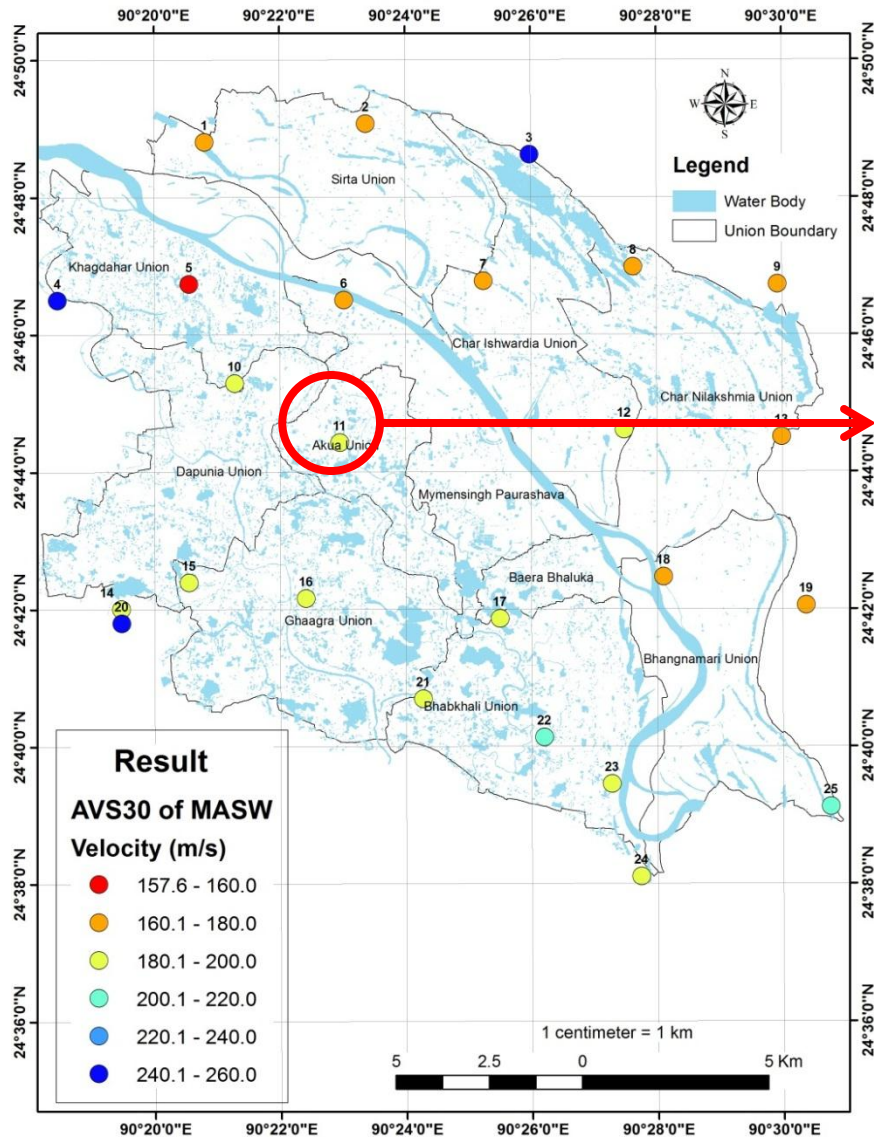 90°20'0"E 90°22'0"E 90°24'0"E 90°26'0"E 90°28'0"E 90°30'0"E
24°50'0"N 24°50'0"N
N
W E
S
2
1
3
Legend
Sirta Union
Water Body
24°48'0"N 24°48'0"N
Union Boundary
Khagdahar Union
5
4
6
7
8
9
24°46'0"N 24°46'0"N
Char Ishwardia Union
10
Char Nilakshmia Union
11
12
13
Akua Union
24°44'0"N 24°44'0"N
Dapunia Union
Mymensingh Paurashava
15
16
18
Baera Bhaluka
14
20
17
19
24°42'0"N 24°42'0"N
Ghaagra Union
Bhangnamari Union
21
Bhabkhali Union
22
24°40'0"N 24°40'0"N
23
25
24
24°38'0"N 24°38'0"N
Result
AVS30 of MASW
Velocity (m/s)
157.6 - 160.0
160.1 - 180.0
180.1 - 200.0
200.1 - 220.0
220.1 - 240.0
240.1 - 260.0
24°36'0"N 24°36'0"N
1 centimeter = 1 km
5 2.5 0 5 Km
90°20'0"E 90°22'0"E 90°24'0"E 90°26'0"E 90°28'0"E 90°30'0"E